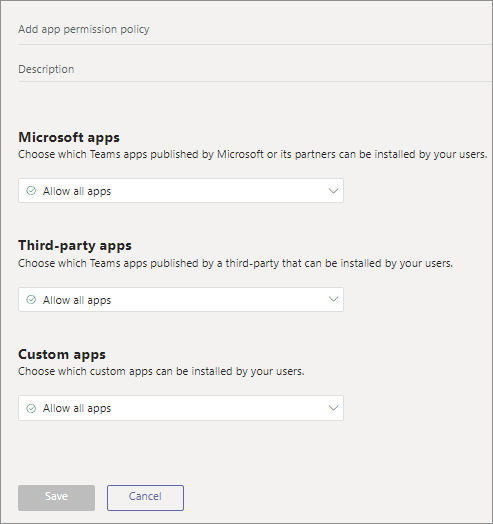 Add app permission policy
Description
Microsoft apps
Choose which Teams apps published by Microsoft or its partners can be installed by your users.
Allow all apps
Third-party apps
Choose which Teams apps published by a third-party that can be installed by your users.
Allow all apps
Custom apps
Choose which custom apps can be installed by your users.
Allow all apps
Save Cancel